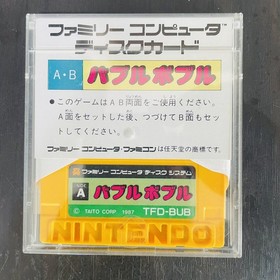 ファミリー コンピュータ
ディスクカード
A・B バブルボブル
●このゲームはAB両面をご使用ください。
A面をセットした後、つづけてB面もセッ
トしてください。
ファミリー コンピュータ・ファミコンは任天堂の商標です。
ファミリー コンピュータ ディスク システム
A バブルボブル
© TAITO CORP. 1987 TFD-BUB
NINTENDO